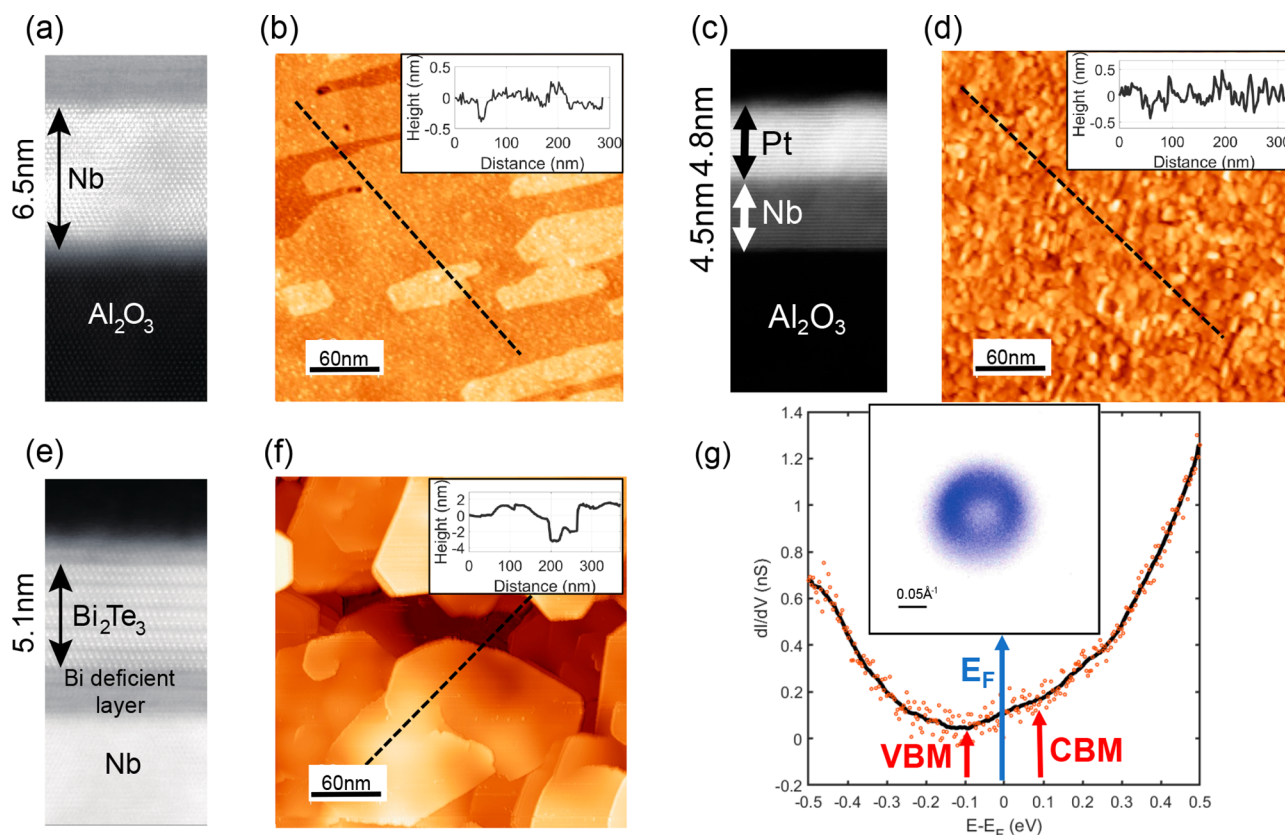 (a)
6.5nm
Nb
Al₂O₃
(b)
Height (nm)
0.5
0
-0.5
0 100 200 300
Distance (nm)
60nm
(c)
4.5nm 4.8nm
Pt
Nb
Al₂O₃
(d)
Height (nm)
0.5
0
-0.5
0 100 200 300
Distance (nm)
60nm
(e)
5.1nm
Bi₂Te₃
Bi deficient
layer
Nb
(f)
Height (nm)
2
0
-2
-4
0 100 200 300
Distance (nm)
60nm
(g)
dI/dV (nS)
1.4
1.2
1.0
0.8
0.6
0.4
0.2
0
-0.2
0.05Å⁻¹
E_F
VBM
CBM
-0.5 -0.4 -0.3 -0.2 -0.1 0 0.1 0.2 0.3 0.4 0.5
E-E_F (eV)